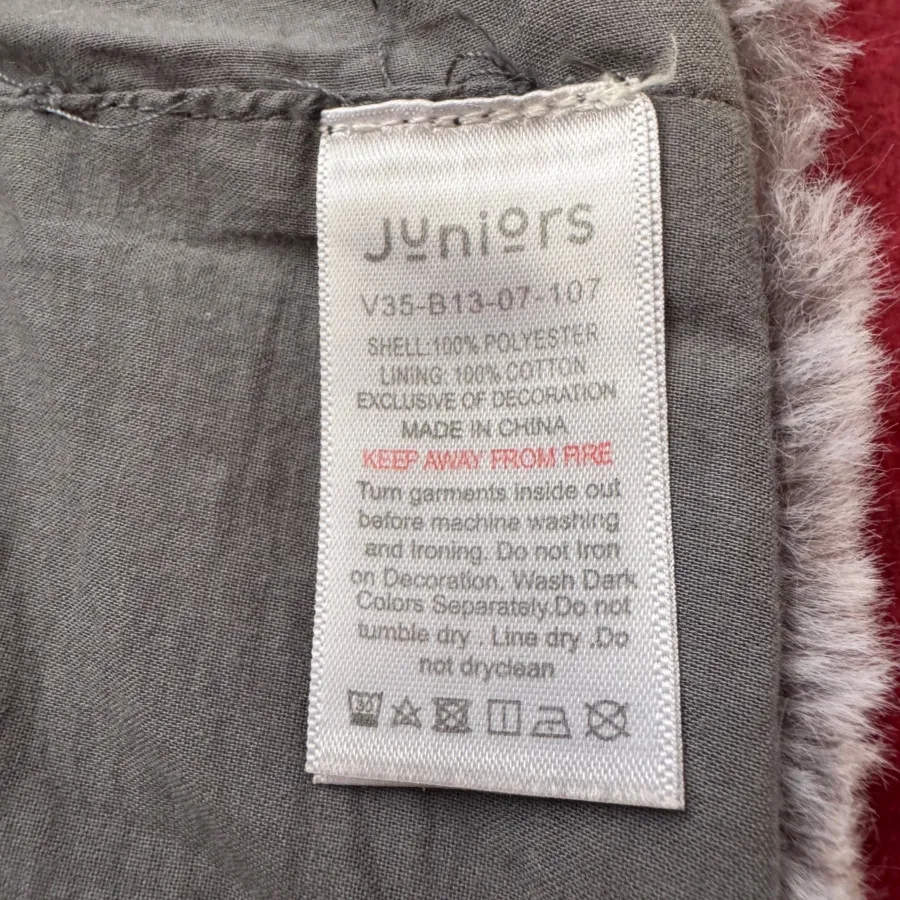 Juniors
V35-B13-07-107
SHELL:100% POLYESTER
LINING: 100% COTTON
EXCLUSIVE OF DECORATION
MADE IN CHINA
KEEP AWAY FROM FIRE
Turn garments inside out
before machine washing
and Ironing. Do not Iron
on Decoration. Wash Dark
Colors Separately.Do not
tumble dry . Line dry .Do
not dryclean
30